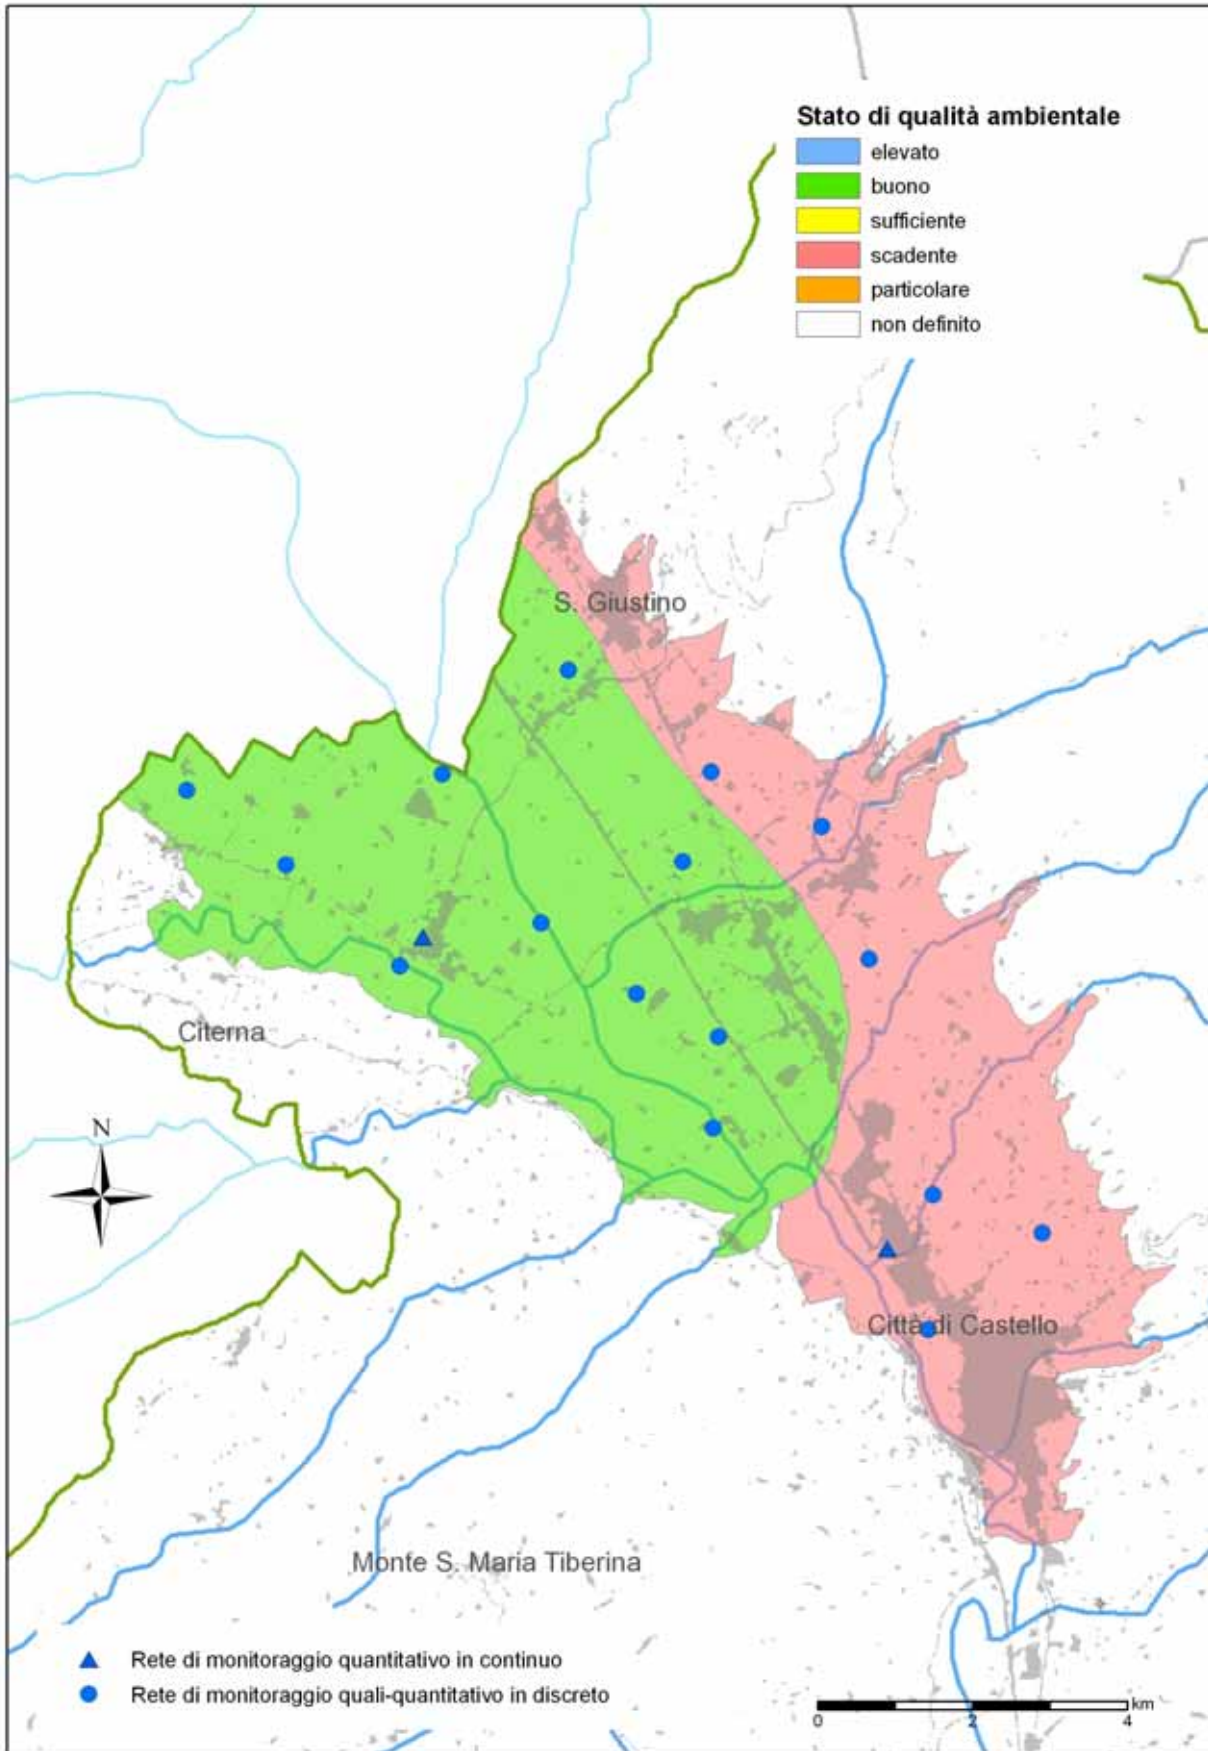 Stato di qualità ambientale
elevato
buono
sufficiente
scadente
particolare
non definito
S. Giustino
Citerna
N
Città di Castello
Monte S. Maria Tiberina
Rete di monitoraggio quantitativo in continuo
Rete di monitoraggio quali-quantitativo in discreto
km
0 2 4